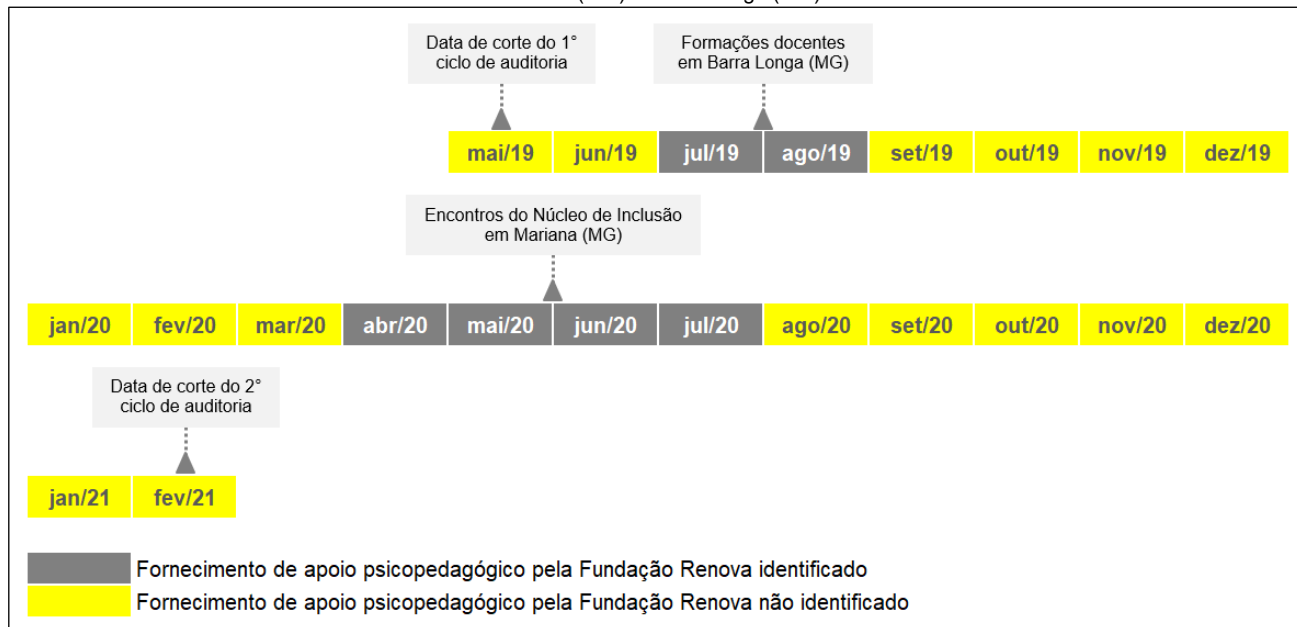 Data de corte do 1°
ciclo de auditoria
Formações docentes
em Barra Longa (MG)
mai/19 jun/19 jul/19 ago/19 set/19 out/19 nov/19 dez/19
Encontros do Núcleo de Inclusão
em Mariana (MG)
jan/20 fev/20 mar/20 abr/20 mai/20 jun/20 jul/20 ago/20 set/20 out/20 nov/20 dez/20
Data de corte do 2°
ciclo de auditoria
jan/21 fev/21
Fornecimento de apoio psicopedagógico pela Fundação Renova identificado
Fornecimento de apoio psicopedagógico pela Fundação Renova não identificado